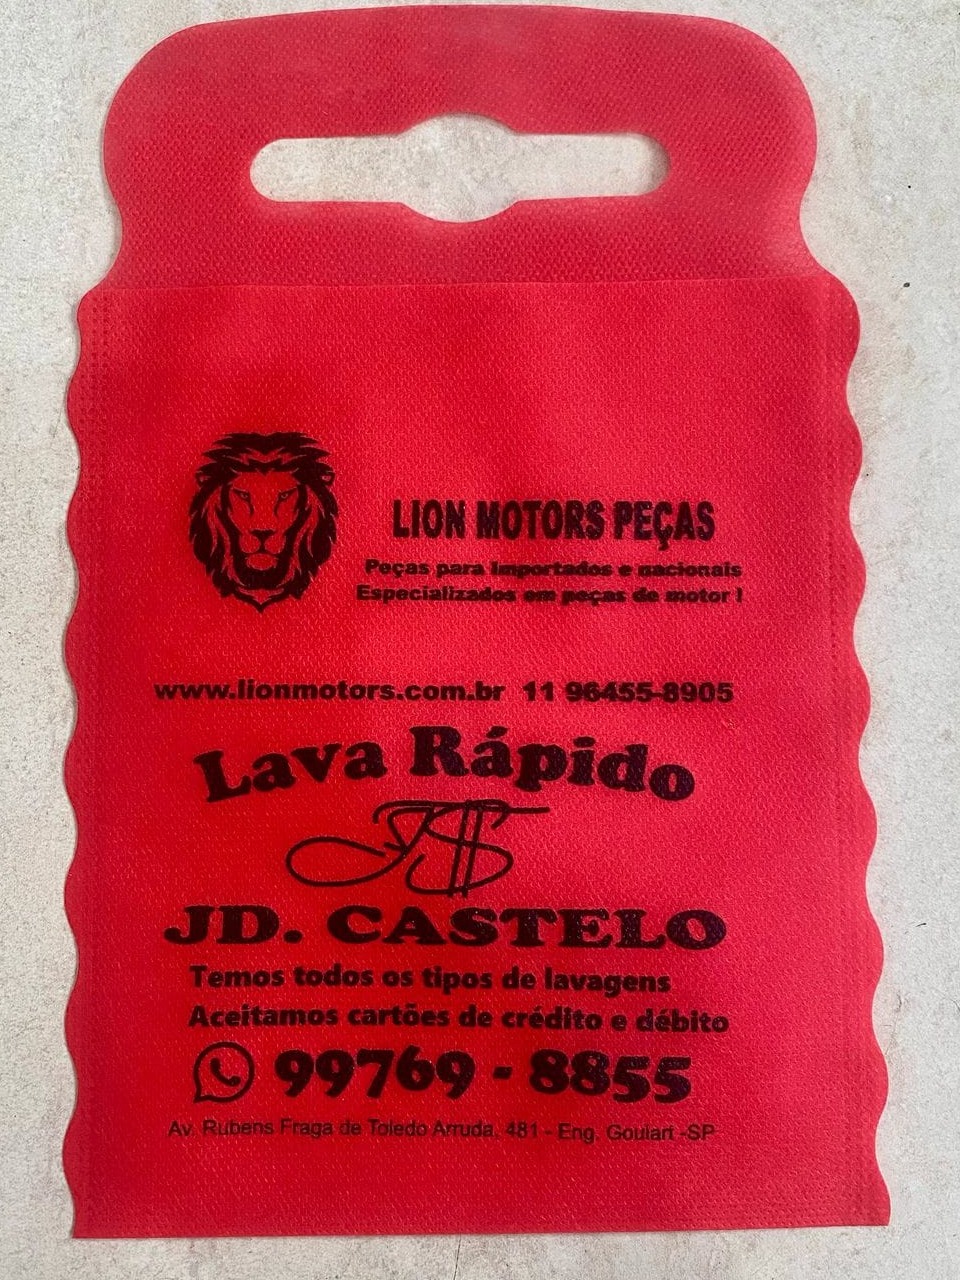 LION MOTORS PEÇAS
Peças para Importados e nacionais
Especializados em peças de motor !
www.lionmotors.com.br 11 96455-8905
Lava Rápido
JD. CASTELO
Temos todos os tipos de lavagens
Aceitamos cartões de crédito e débito
99769 - 8855
Av. Rubens Fraga de Toledo Arruda, 481 - Eng. Goulart -SP